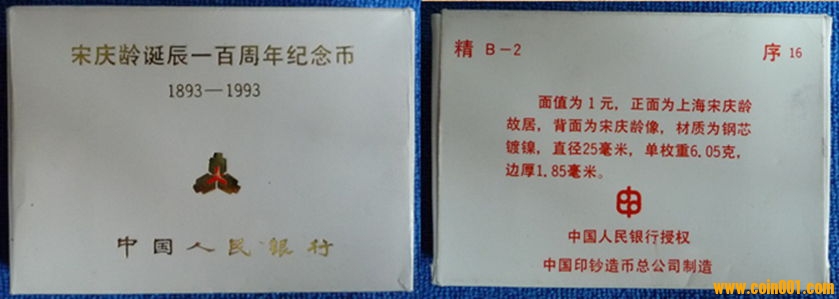 宋庆龄诞辰一百周年纪念币
1893—1993
中国人民银行
精 B-2
序 16
面值为1元，正面为上海宋庆龄
故居，背面为宋庆龄像，材质为钢芯
镀镍，直径25毫米，单枚重6.05克，
边厚1.85毫米。
中国人民银行授权
中国印钞造币总公司制造
www.coin001.com